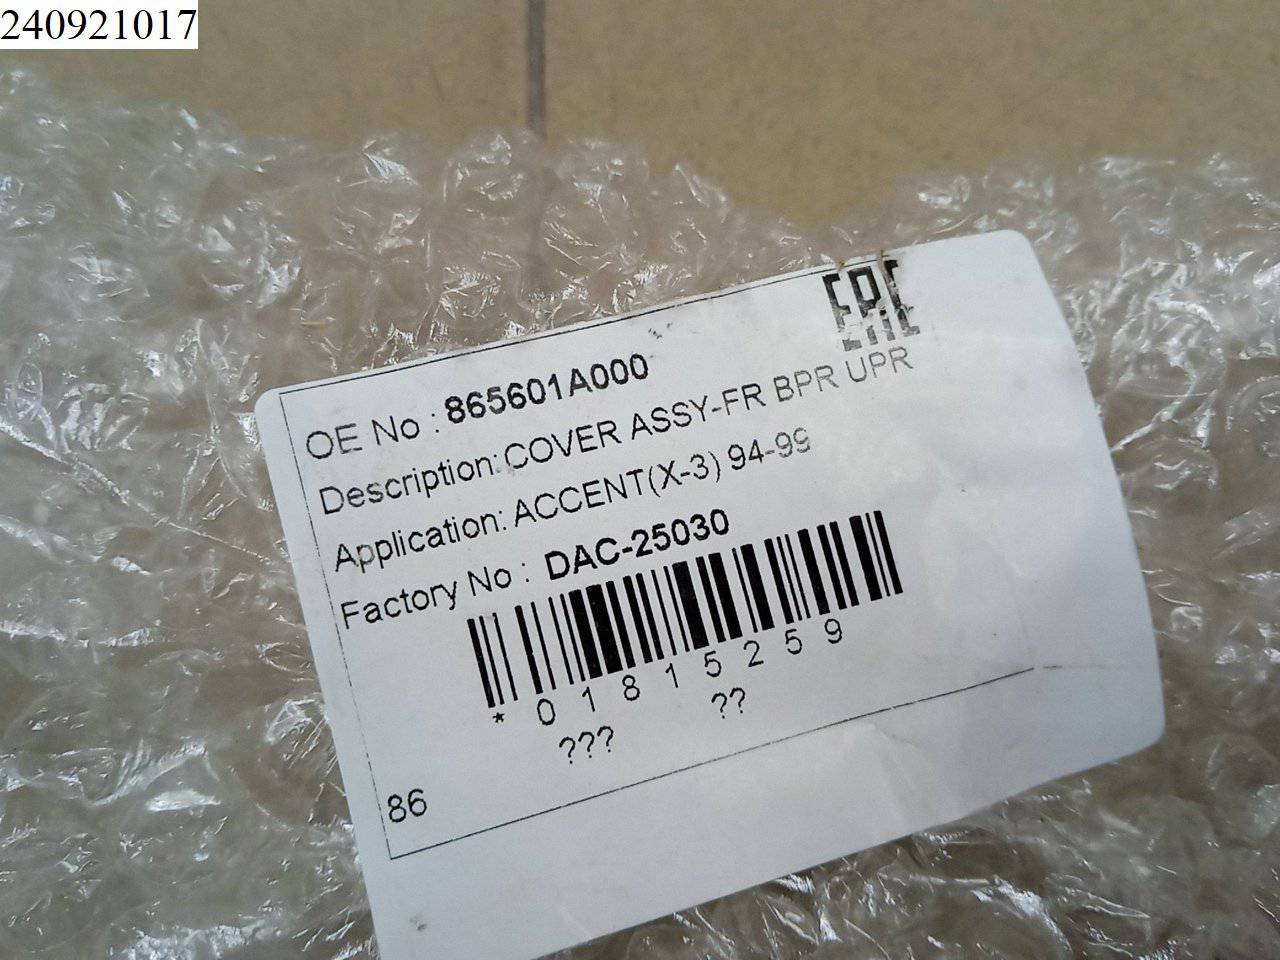 240921017
EAC
OE No : 865601A000
Description: COVER ASSY-FR BPR UPR
Application: ACCENT(X-3) 94-99
Factory No : DAC-25030
* 0 1 8 1 5 2 5 9
??? ??
86